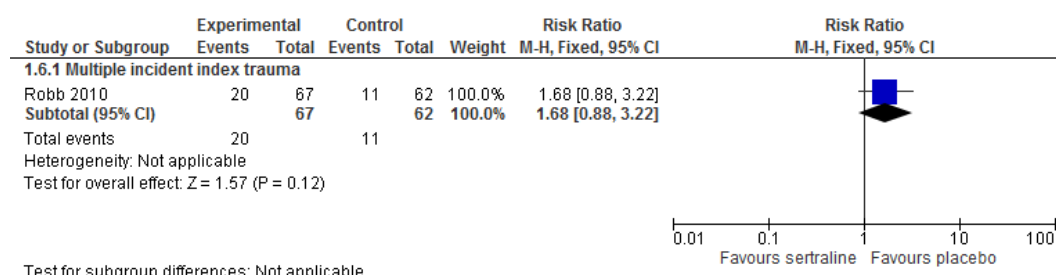 Experimental Control Risk Ratio Risk Ratio
Study or Subgroup Events Total Events Total Weight M-H, Fixed, 95% CI M-H, Fixed, 95% CI
1.6.1 Multiple incident index trauma
Robb 2010 20 67 11 62 100.0% 1.68 [0.88, 3.22]
Subtotal (95% CI) 67 62 100.0% 1.68 [0.88, 3.22]
Total events 20 11
Heterogeneity: Not applicable
Test for overall effect: Z = 1.57 (P = 0.12)
0.01 0.1 1 10 100
Favours sertraline Favours placebo
Test for subgroup differences: Not applicable